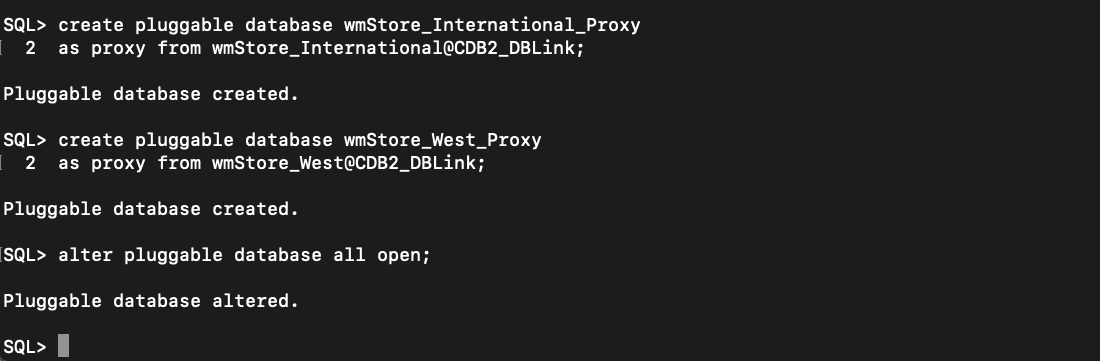 SQL> create pluggable database wmStore_International_Proxy
2 as proxy from wmStore_International@CDB2_DBLink;
Pluggable database created.
SQL> create pluggable database wmStore_West_Proxy
2 as proxy from wmStore_West@CDB2_DBLink;
Pluggable database created.
SQL> alter pluggable database all open;
Pluggable database altered.
SQL>